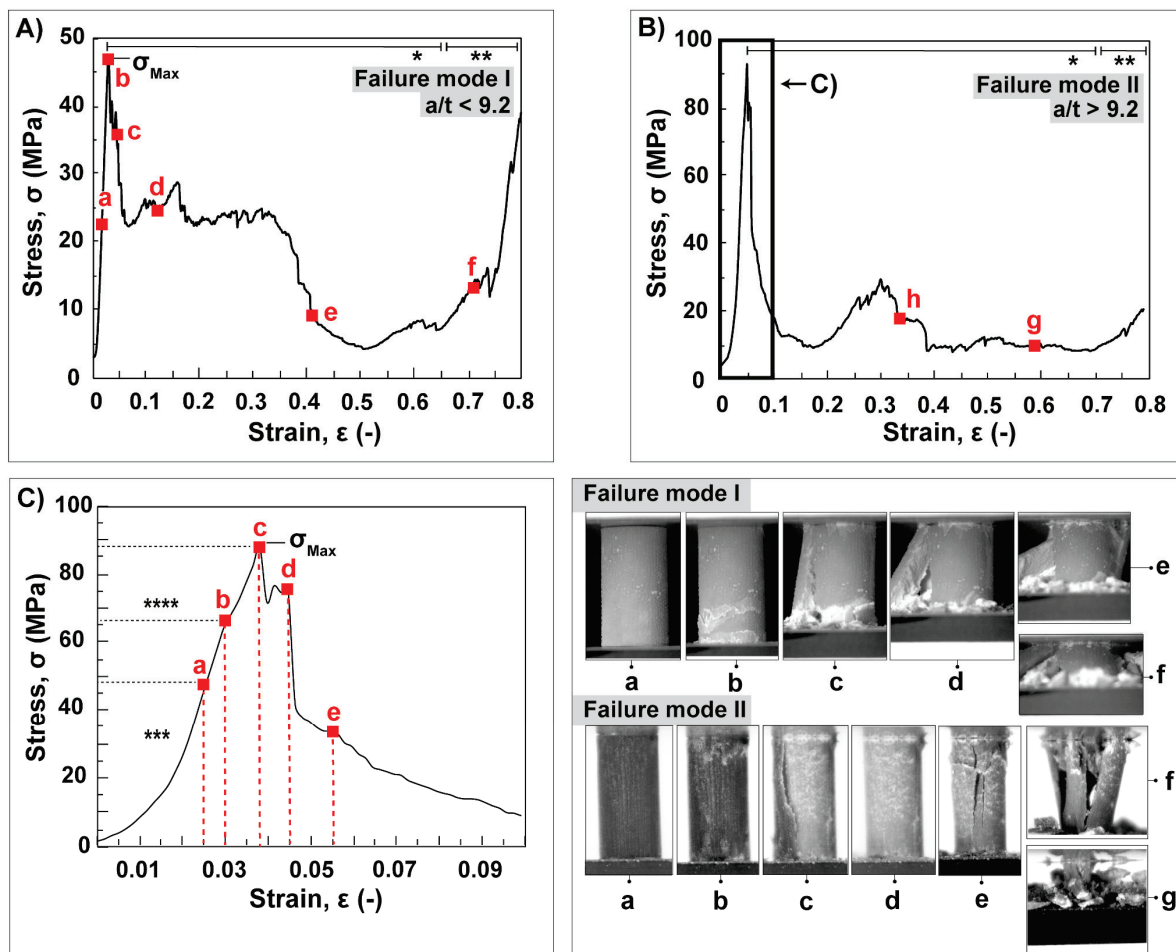 A)
50
40
30
20
10
0
0 0.1 0.2 0.3 0.4 0.5 0.6 0.7 0.8
Stress, σ (MPa)
Strain, ε (-)
* **
σMax
Failure mode I
a/t < 9.2
a
b
c
d
e
f
B)
100
80
60
40
20
0
0 0.1 0.2 0.3 0.4 0.5 0.6 0.7 0.8
Stress, σ (MPa)
Strain, ε (-)
* **
C)
Failure mode II
a/t > 9.2
h
g
C)
100
80
60
40
20
0
0.01 0.03 0.05 0.07 0.09
Stress, σ (MPa)
Strain, ε (-)
σMax
****
***
a
b
c
d
e
Failure mode I
a b c d
e
f
Failure mode II
a b c d e
f
g